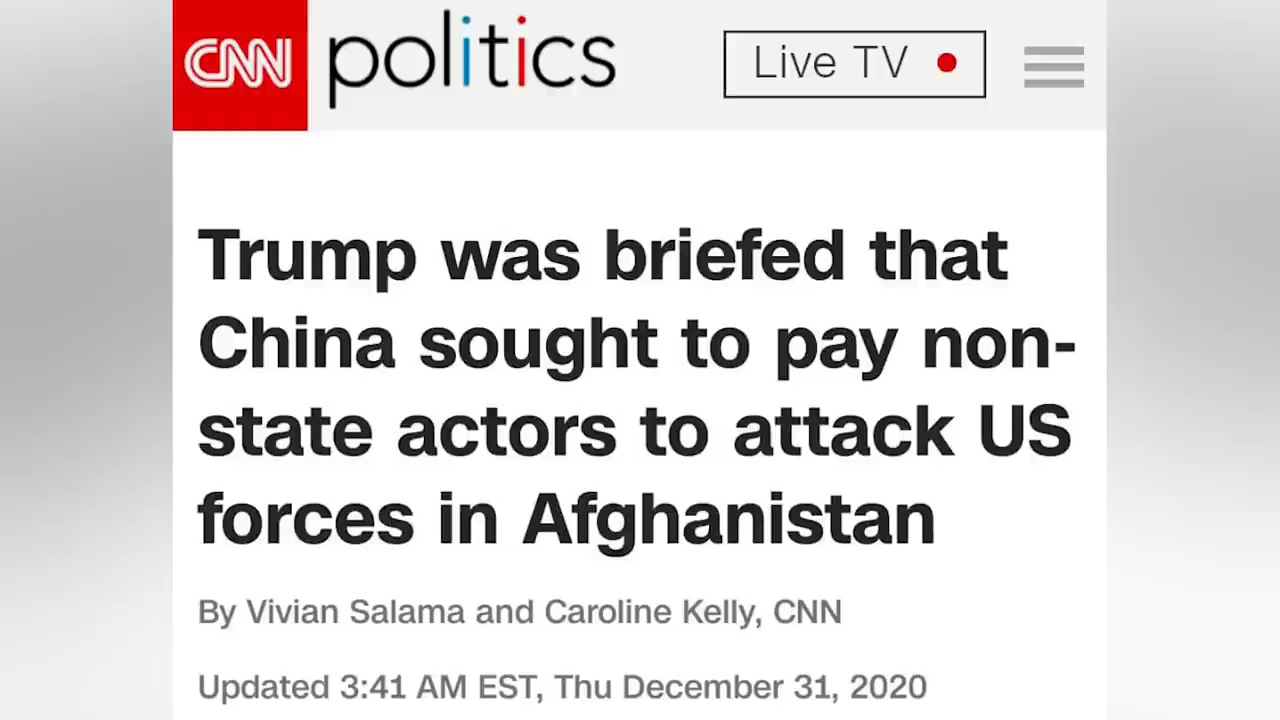 CNN politics Live TV
Trump was briefed that
China sought to pay non-
state actors to attack US
forces in Afghanistan
By Vivian Salama and Caroline Kelly, CNN
Updated 3:41 AM EST, Thu December 31, 2020